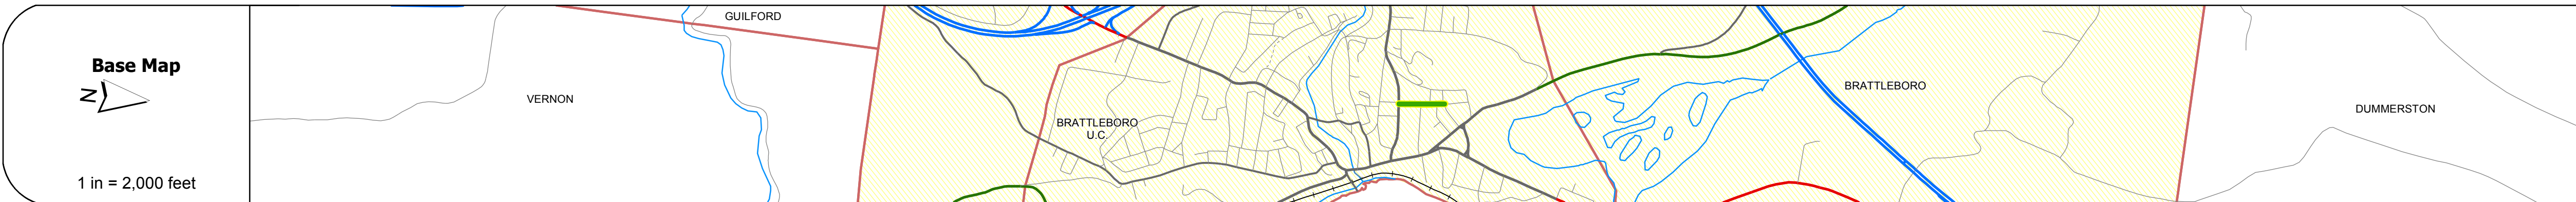 Base Map
N
1 in = 2,000 feet
VERNON
GUILFORD
BRATTLEBORO
U.C.
BRATTLEBORO
DUMMERSTON